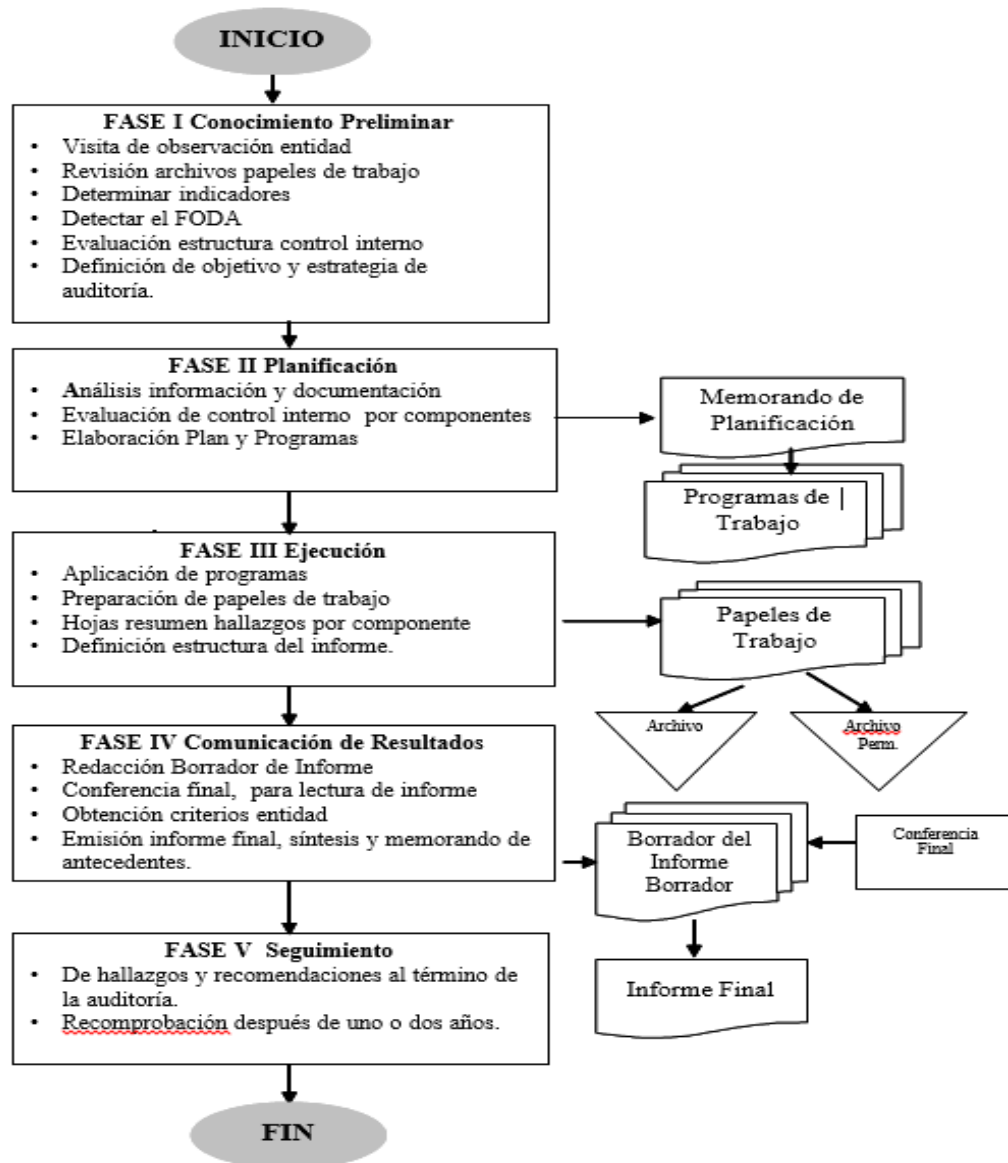 INICIO
FASE I Conocimiento Preliminar
• Visita de observación entidad
• Revisión archivos papeles de trabajo
• Determinar indicadores
• Detectar el FODA
• Evaluación estructura control interno
• Definición de objetivo y estrategia de
auditoría.
FASE II Planificación
• Análisis información y documentación
• Evaluación de control interno por componentes
• Elaboración Plan y Programas
Memorando de
Planificación
Programas de
Trabajo
FASE III Ejecución
• Aplicación de programas
• Preparación de papeles de trabajo
• Hojas resumen hallazgos por componente
• Definición estructura del informe.
Papeles de
Trabajo
Archivo
Archivo
Perm.
FASE IV Comunicación de Resultados
• Redacción Borrador de Informe
• Conferencia final, para lectura de informe
• Obtención criterios entidad
• Emisión informe final, síntesis y memorando de
antecedentes.
Borrador del
Informe
Borrador
Conferencia
Final
FASE V Seguimiento
• De hallazgos y recomendaciones al término de
la auditoría.
• Recomprobación después de uno o dos años.
Informe Final
FIN